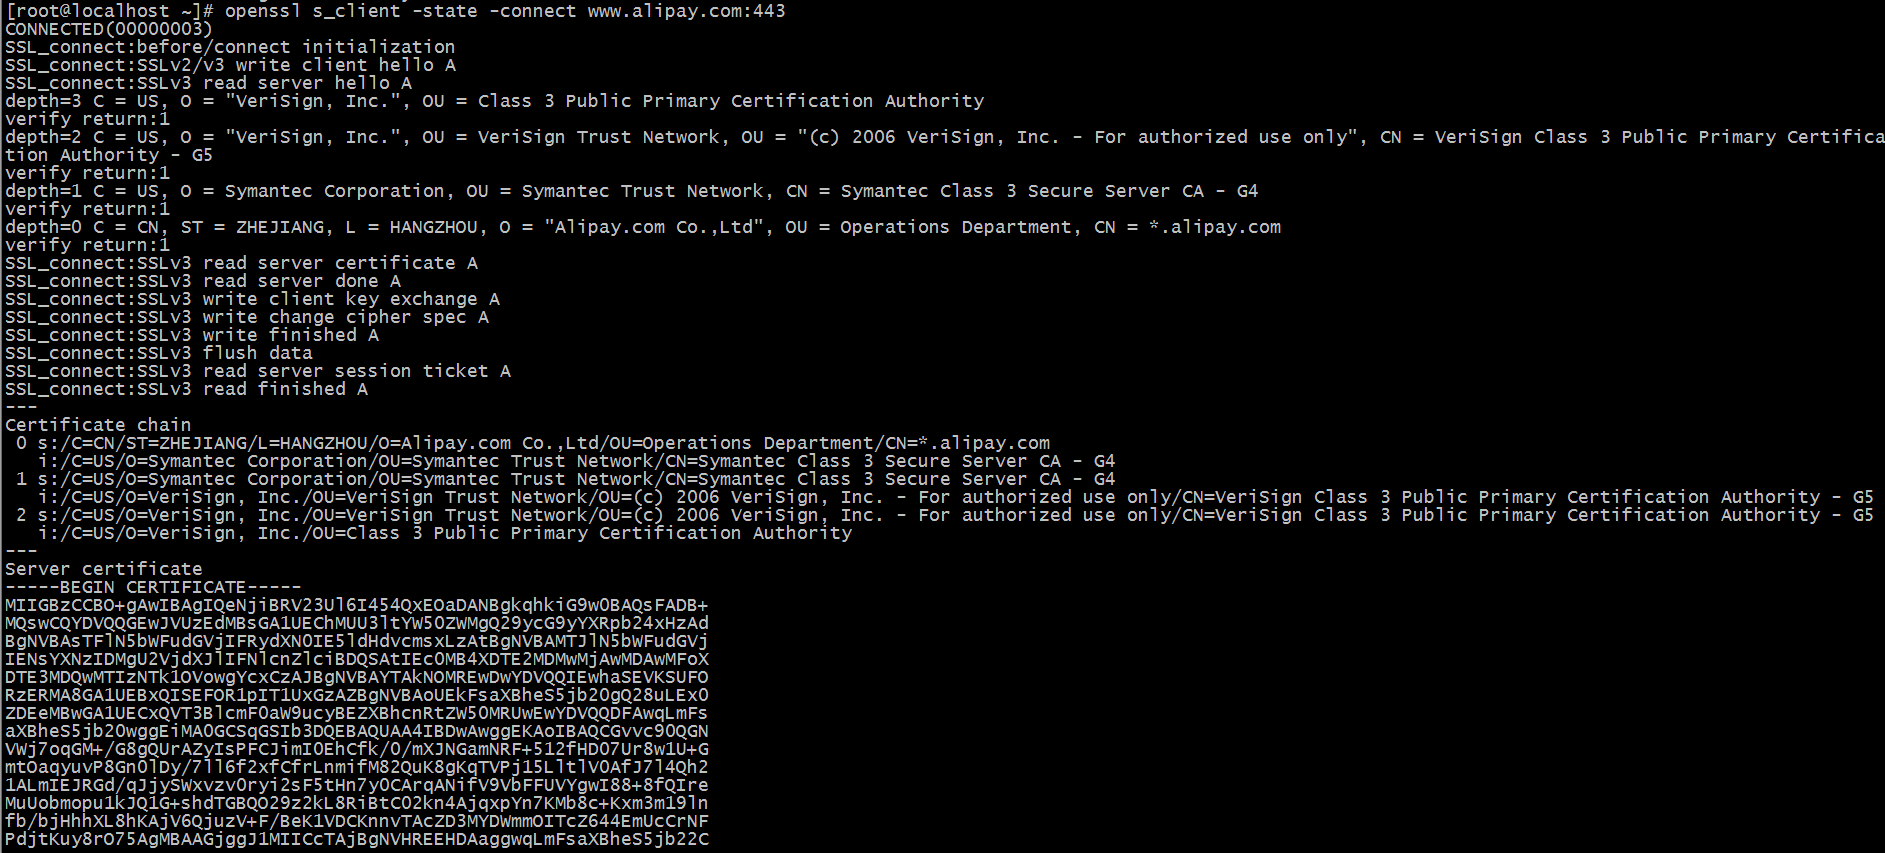 [root@localhost ~]# openssl s_client -state -connect www.alipay.com:443
CONNECTED(00000003)
SSL_connect:before/connect initialization
SSL_connect:SSLv2/v3 write client hello A
SSL_connect:SSLv3 read server hello A
depth=3 C = US, O = "VeriSign, Inc.", OU = Class 3 Public Primary Certification Authority
verify return:1
depth=2 C = US, O = "VeriSign, Inc.", OU = VeriSign Trust Network, OU = "(c) 2006 VeriSign, Inc. - For authorized use only", CN = VeriSign Class 3 Public Primary Certifica
tion Authority - G5
verify return:1
depth=1 C = US, O = Symantec Corporation, OU = Symantec Trust Network, CN = Symantec Class 3 Secure Server CA - G4
verify return:1
depth=0 C = CN, ST = ZHEJIANG, L = HANGZHOU, O = "Alipay.com Co.,Ltd", OU = Operations Department, CN = *.alipay.com
verify return:1
SSL_connect:SSLv3 read server certificate A
SSL_connect:SSLv3 read server done A
SSL_connect:SSLv3 write client key exchange A
SSL_connect:SSLv3 write change cipher spec A
SSL_connect:SSLv3 write finished A
SSL_connect:SSLv3 flush data
SSL_connect:SSLv3 read server session ticket A
SSL_connect:SSLv3 read finished A
---
Certificate chain
 0 s:/C=CN/ST=ZHEJIANG/L=HANGZHOU/O=Alipay.com Co.,Ltd/OU=Operations Department/CN=*.alipay.com
   i:/C=US/O=Symantec Corporation/OU=Symantec Trust Network/CN=Symantec Class 3 Secure Server CA - G4
 1 s:/C=US/O=Symantec Corporation/OU=Symantec Trust Network/CN=Symantec Class 3 Secure Server CA - G4
   i:/C=US/O=VeriSign, Inc./OU=VeriSign Trust Network/OU=(c) 2006 VeriSign, Inc. - For authorized use only/CN=VeriSign Class 3 Public Primary Certification Authority - G5
 2 s:/C=US/O=VeriSign, Inc./OU=VeriSign Trust Network/OU=(c) 2006 VeriSign, Inc. - For authorized use only/CN=VeriSign Class 3 Public Primary Certification Authority - G5
   i:/C=US/O=VeriSign, Inc./OU=Class 3 Public Primary Certification Authority
---
Server certificate
-----BEGIN CERTIFICATE-----
MIIGBzCCBO+gAwIBAgIQeNjiBRV23Ul6I454QxEOaDANBgkqhkiG9w0BAQsFADB+
MQswCQYDVQQGEwJVUzEdMBsGA1UEChMUU3ltYW50ZWMgQ29ycG9yYXRpb24xHzAd
BgNVBAsTFlN5bWFudGVjIFRydXN0IE5ldHdvcmsxLzAtBgNVBAMTJlN5bWFudGVj
IENsYXNzIDMgU2VjdXJlIFNlcnZlciBDQSAtIEc0MB4XDTE2MDMwMjAwMDAwMFoX
DTE3MDQwMTIzNTk1OVowgYcxCzAJBgNVBAYTAkNOMREwDwYDVQQIEwhaSEVKSUFO
RzERMA8GA1UEBxQISEFOR1pIT1UxGzAZBgNVBAoUEkFsaXBheS5jb20gQ28uLEx0
ZDEeMBwGA1UECxQVT3BlcmF0aW9ucyBEZXBhcnRtZW50MRUwEwYDVQQDFAwqLmFs
aXBheS5jb20wggEiMA0GCSqGSIb3DQEBAQUAA4IBDwAwggEKAoIBAQCGvvc90QGN
VWj7oqGM+/G8gQUrAZyIsPFCJimI0EhCfk/0/mXJNGamNRF+512fHD07Ur8w1U+G
mtOaqyuvP8Gn0lDy/7ll6f2xfCfrLnmifM82QuK8gKqTVPj15LltlV0AfJ7l4Qh2
1ALmIEJRGd/qJjySWxvzv0ryi2sF5tHn7y0CArqANifV9VbFFUVYgwI88+8fQIre
MuUobmopu1kJQ1G+shdTGBQO29z2kL8RiBtC02kn4AjqxpYn7KMb8c+Kxm3m19ln
fb/bjHhhXL8hKAjV6QjuzV+F/BeK1VDCKnnvTAcZD3MYDWmmOITcZ644EmUcCrNF
PdjtKuy8rO75AgMBAAGjggJ1MIICcTAjBgNVHREEHDAaggwqLmFsaXBheS5jb22C